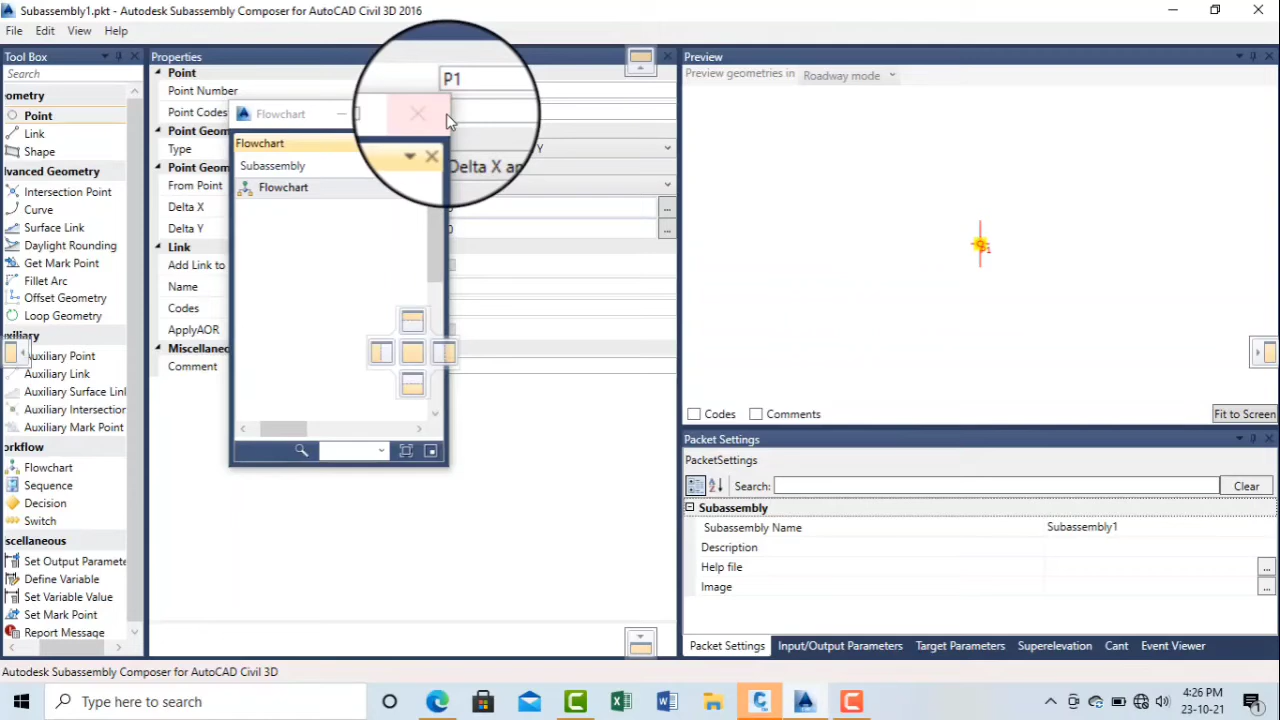 Subassembly1.pkt - Autodesk Subassembly Composer for AutoCAD Civil 3D 2016
File Edit View Help
Tool Box
Search
eometry
Point
Link
Shape
dvanced Geometry
Intersection Point
Curve
Surface Link
Daylight Rounding
Get Mark Point
Fillet Arc
Offset Geometry
Loop Geometry
uxiliary
Auxiliary Point
Auxiliary Link
Auxiliary Surface Link
Auxiliary Intersection
Auxiliary Mark Point
orkflow
Flowchart
Sequence
Decision
Switch
iscellaneous
Set Output Paramete
Define Variable
Set Variable Value
Set Mark Point
Report Message
Properties
Point
Point Number
P1
Point Codes
Point Geom
Type
Y
Delta X an
Point Geom
From Point
Delta X
Delta Y
0
Link
Add Link to
Name
Codes
ApplyAOR
Miscellaneou
Comment
Flowchart
Flowchart
Subassembly
Flowchart
Preview
Preview geometries in Roadway mode
Codes Comments Fit to Screen
Packet Settings
PacketSettings
Search: Clear
Subassembly
Subassembly Name Subassembly1
Description
Help file ...
Image ...
Packet Settings Input/Output Parameters Target Parameters Superelevation Cant Event Viewer
Autodesk Subassembly Composer for AutoCAD Civil 3D
Type here to search
4:26 PM
23-10-21